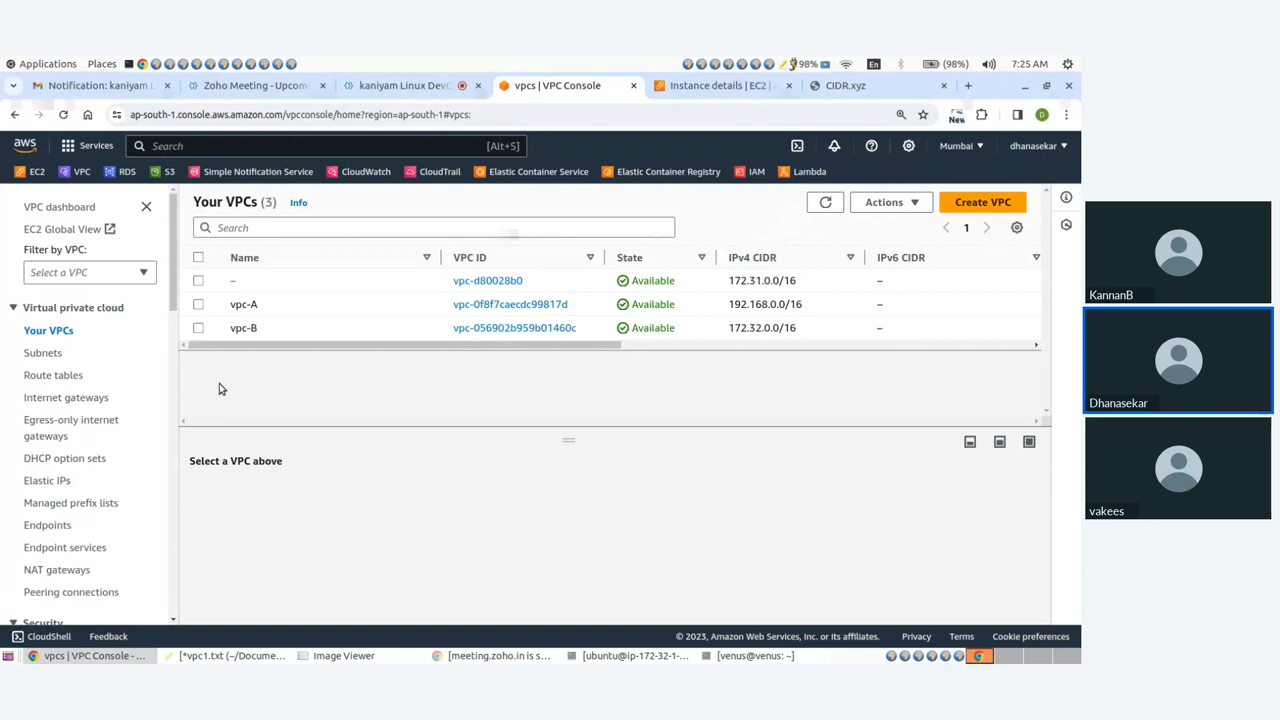 Applications Places 98% En (98%) 7:25 AM
Notification: kaniyam L Zoho Meeting - Upcomi kaniyam Linux DevO vpcs | VPC Console Instance details | EC2 | CIDR.xyz
ap-south-1.console.aws.amazon.com/vpcconsole/home?region=ap-south-1#vpcs: New D
aws Services Search [Alt+S] Mumbai dhanasekar
EC2 VPC RDS S3 Simple Notification Service CloudWatch CloudTrail Elastic Container Service Elastic Container Registry IAM Lambda
VPC dashboard
EC2 Global View
Filter by VPC:
Select a VPC
Virtual private cloud
Your VPCs
Subnets
Route tables
Internet gateways
Egress-only internet
gateways
DHCP option sets
Elastic IPs
Managed prefix lists
Endpoints
Endpoint services
NAT gateways
Peering connections
Security
Your VPCs (3) Info Actions Create VPC
Search 1
Name VPC ID State IPv4 CIDR IPv6 CIDR
– vpc-d80028b0 Available 172.31.0.0/16 –
vpc-A vpc-0f8f7caecdc99817d Available 192.168.0.0/16 –
vpc-B vpc-056902b959b01460c Available 172.32.0.0/16 –
Select a VPC above
CloudShell Feedback © 2023, Amazon Web Services, Inc. or its affiliates. Privacy Terms Cookie preferences
vpcs | VPC Console - ... [*vpc1.txt (~/Docume... Image Viewer [meeting.zoho.in is s... [ubuntu@ip-172-32-1-... [venus@venus: ~]
KannanB
Dhanasekar
vakees